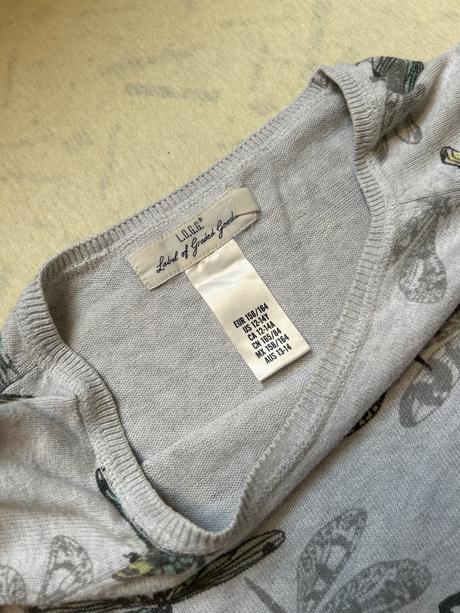 L.O.G.G.®
Label of Graded Goods
EUR 158/164
US 12-14Y
CA 12-14A
CN 165/84
MX 158/164
AUS 13-14